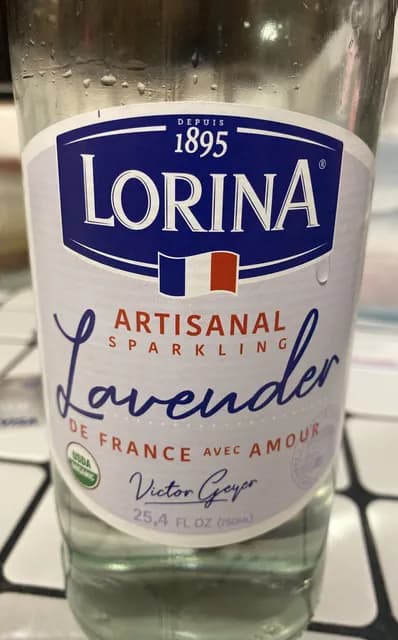 DEPUIS
1895
LORINA®
ARTISANAL
SPARKLING
Lavender
DE FRANCE AVEC AMOUR
USDA
ORGANIC
Victor Geyer
25,4 FL OZ (750mL)